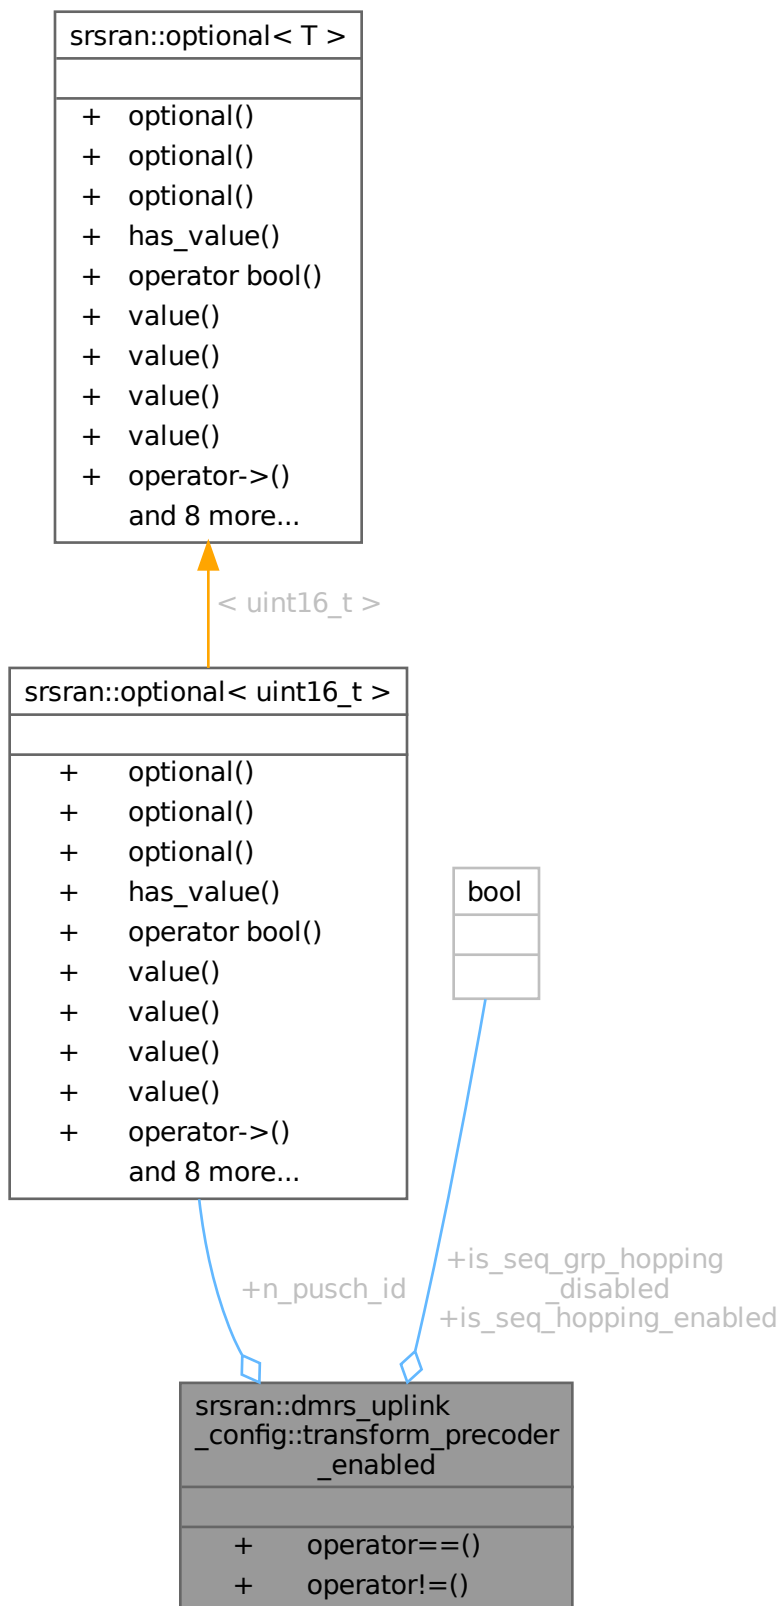 srsran::optional< T >
+ optional()
+ optional()
+ optional()
+ has_value()
+ operator bool()
+ value()
+ value()
+ value()
+ value()
+ operator->()
and 8 more...
< uint16_t >
srsran::optional< uint16_t >
+ optional()
+ optional()
+ optional()
+ has_value()
+ operator bool()
+ value()
+ value()
+ value()
+ value()
+ operator->()
and 8 more...
bool
+n_pusch_id
+is_seq_grp_hopping
_disabled
+is_seq_hopping_enabled
srsran::dmrs_uplink
_config::transform_precoder
_enabled
+ operator==()
+ operator!=()